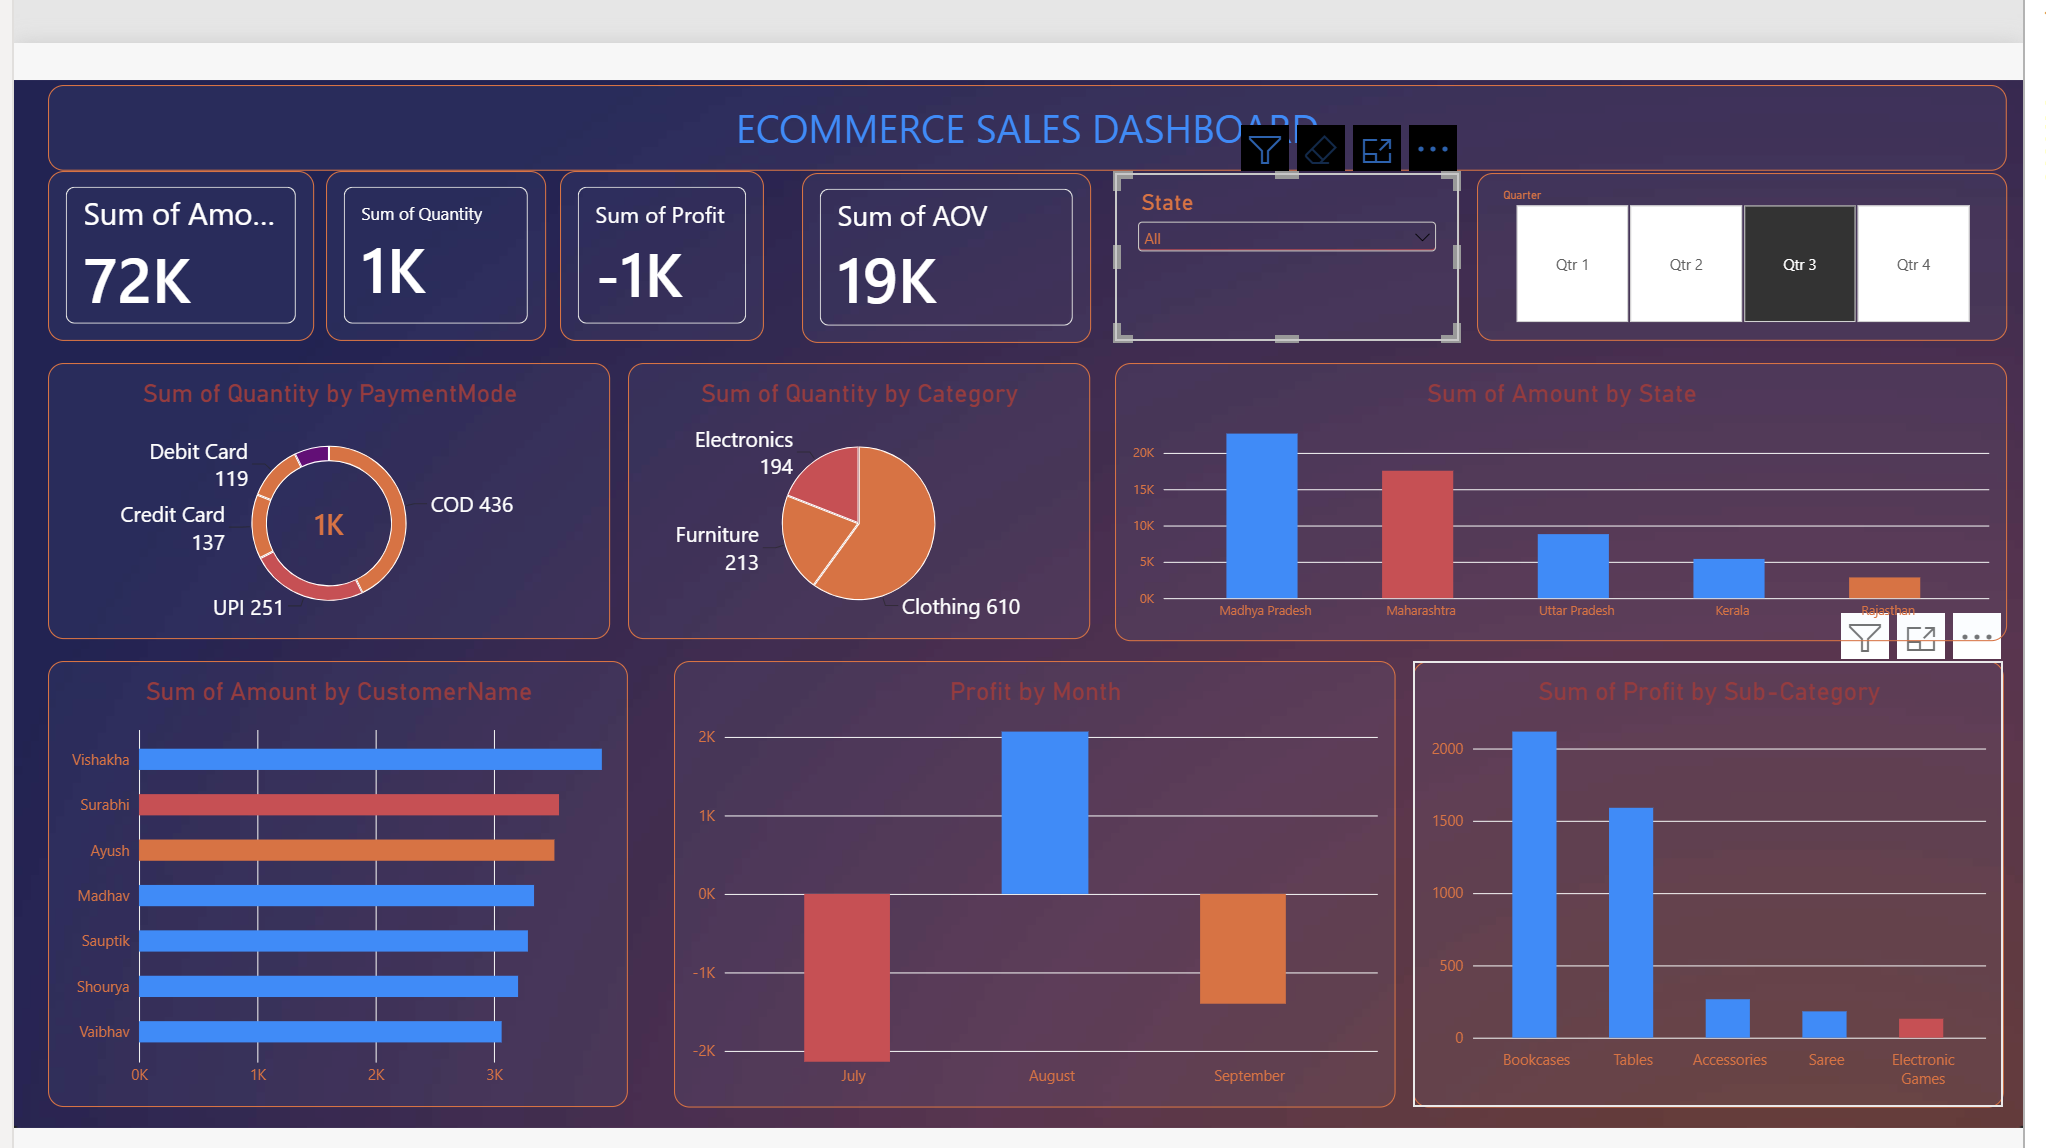 ECOMMERCE SALES DASHBOARD
Sum of Amo...
72K
Sum of Quantity
1K
Sum of Profit
-1K
Sum of AOV
19K
State
All
Quarter
Qtr 1
Qtr 2
Qtr 3
Qtr 4
Sum of Quantity by PaymentMode
Debit Card
119
Credit Card
137
UPI 251
COD 436
1K
Sum of Quantity by Category
Electronics
194
Furniture
213
Clothing 610
Sum of Amount by State
20K
15K
10K
5K
0K
Madhya Pradesh
Maharashtra
Uttar Pradesh
Kerala
Rajasthan
Sum of Amount by CustomerName
Vishakha
Surabhi
Ayush
Madhav
Sauptik
Shourya
Vaibhav
0K
1K
2K
3K
Profit by Month
2K
1K
0K
-1K
-2K
July
August
September
Sum of Profit by Sub-Category
2000
1500
1000
500
0
Bookcases
Tables
Accessories
Saree
Electronic
Games